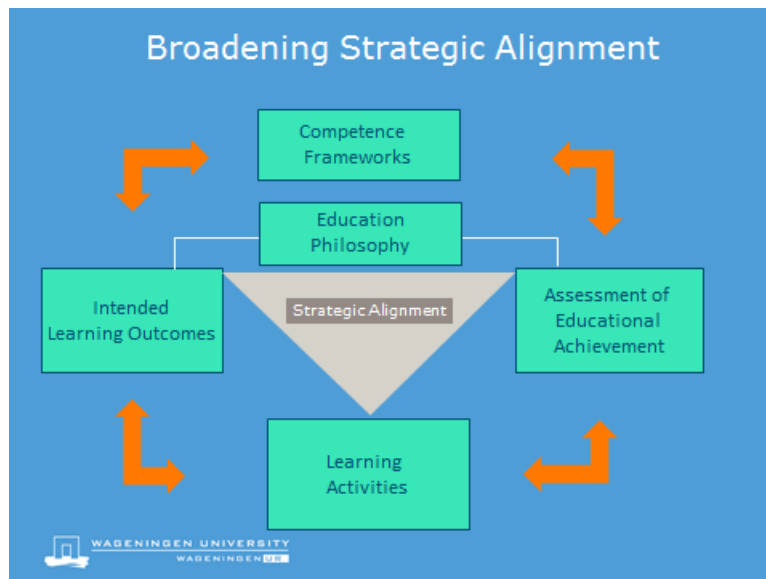 Broadening Strategic Alignment
Competence
Frameworks
Education
Philosophy
Strategic Alignment
Intended
Learning Outcomes
Assessment of
Educational
Achievement
Learning
Activities
WAGENINGEN UNIVERSITY
WAGENINGEN UR